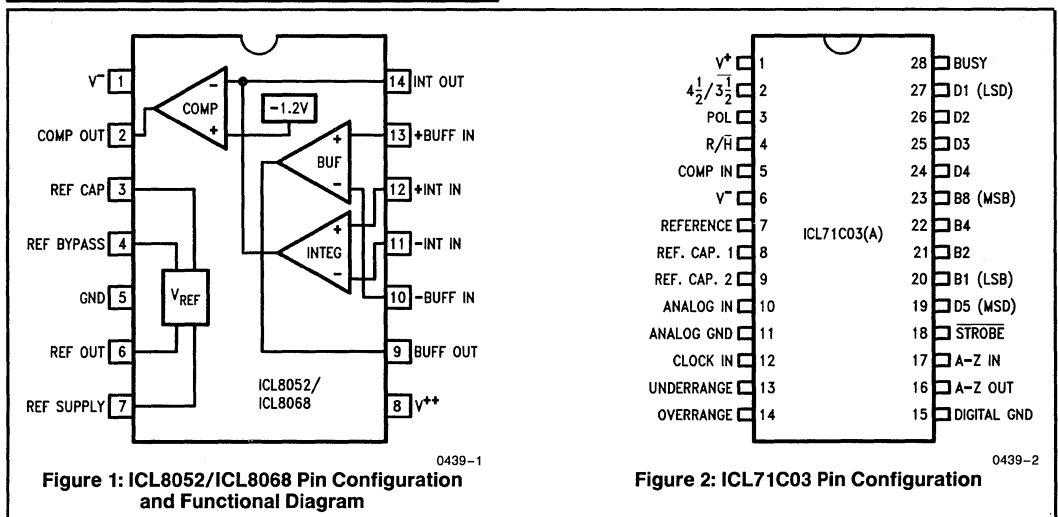 V⁻ 1
COMP OUT 2
REF CAP 3
REF BYPASS 4
GND 5
REF OUT 6
REF SUPPLY 7
14 INT OUT
13 +BUFF IN
12 +INT IN
11 -INT IN
10 -BUFF IN
9 BUFF OUT
8 V⁺⁺
- COMP +
-1.2V
+ BUF -
+ INTEG -
V_REF
ICL8052/
ICL8068
0439-1
Figure 1: ICL8052/ICL8068 Pin Configuration
and Functional Diagram
V⁺ 1
4½/3̅½̅ 2
POL 3
R/H̅ 4
COMP IN 5
V⁻ 6
REFERENCE 7
REF. CAP. 1 8
REF. CAP. 2 9
ANALOG IN 10
ANALOG GND 11
CLOCK IN 12
UNDERRANGE 13
OVERRANGE 14
ICL71C03(A)
28 BUSY
27 D1 (LSD)
26 D2
25 D3
24 D4
23 B8 (MSB)
22 B4
21 B2
20 B1 (LSB)
19 D5 (MSD)
18 S̅T̅R̅O̅B̅E̅
17 A-Z IN
16 A-Z OUT
15 DIGITAL GND
0439-2
Figure 2: ICL71C03 Pin Configuration